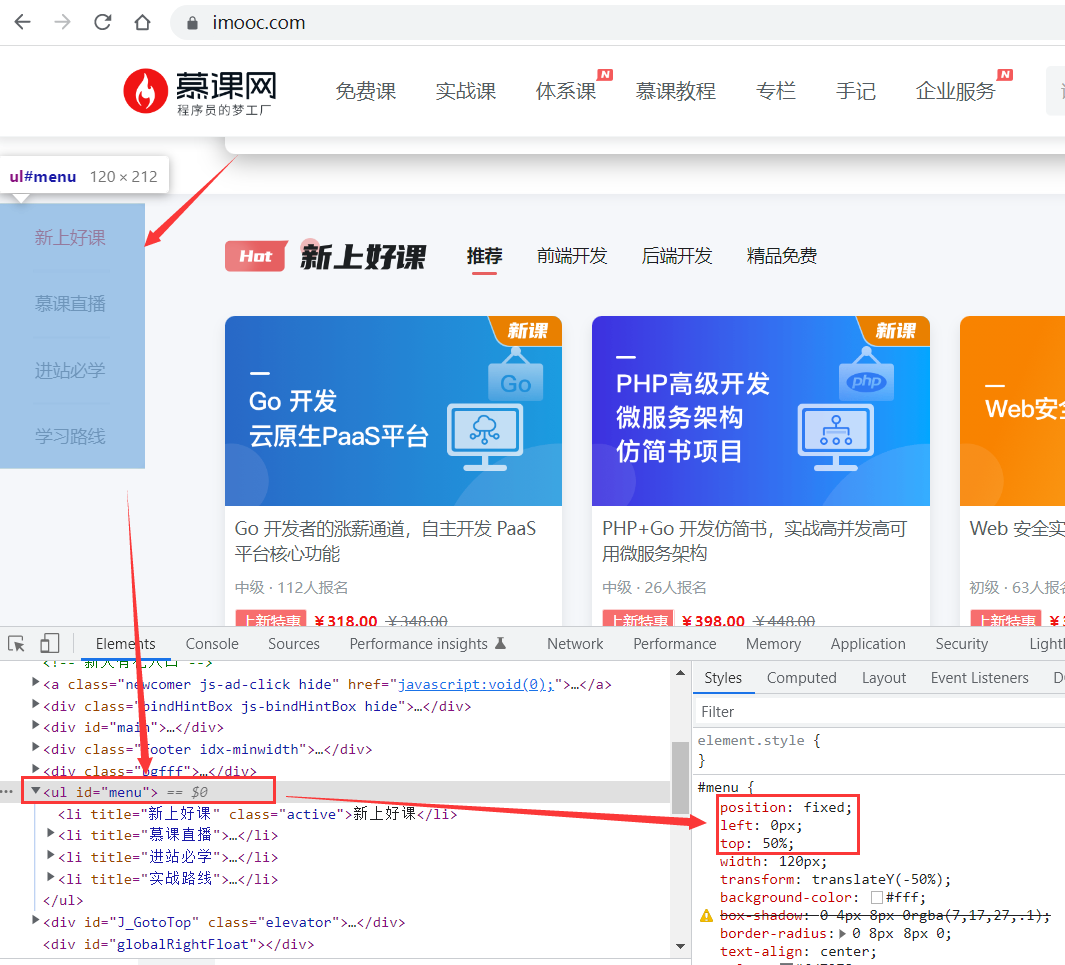 imooc.com
慕课网
程序员的梦工厂
免费课 实战课 体系课 N 慕课教程 专栏 手记 企业服务 N
ul#menu 120 × 212
新上好课
慕课直播
进站必学
学习路线
Hot 新上好课 推荐 前端开发 后端开发 精品免费
新课
Go 开发
云原生PaaS平台
Go
Go 开发者的涨薪通道，自主开发 PaaS
平台核心功能
中级 · 112人报名
上新特惠 ￥318.00 ￥348.00
新课
PHP高级开发
微服务架构
仿简书项目
php
PHP+Go 开发仿简书，实战高并发高可
用微服务架构
中级 · 26人报名
上新特惠 ￥398.00 ￥448.00
Web安
Web 安全实
初级 · 63人报
上新特惠
Elements Console Sources Performance insights Network Performance Memory Application Security Light
<!-- 新人有礼入口 -->
<a class="newcomer js-ad-click hide" href="javascript:void(0);">…</a>
<div class="bindHintBox js-bindHintBox hide">…</div>
<div id="main">…</div>
<div class="footer idx-minwidth">…</div>
<div class="bgfff">…</div>
<ul id="menu"> == $0
<li title="新上好课" class="active">新上好课</li>
<li title="慕课直播">…</li>
<li title="进站必学">…</li>
<li title="实战路线">…</li>
</ul>
<div id="J_GotoTop" class="elevator">…</div>
<div id="globalRightFloat"></div>
Styles Computed Layout Event Listeners
Filter
element.style {
}
#menu {
position: fixed;
left: 0px;
top: 50%;
width: 120px;
transform: translateY(-50%);
background-color: #fff;
box-shadow: 0 4px 8px 0rgba(7,17,27,.1);
border-radius: 0 8px 8px 0;
text-align: center;